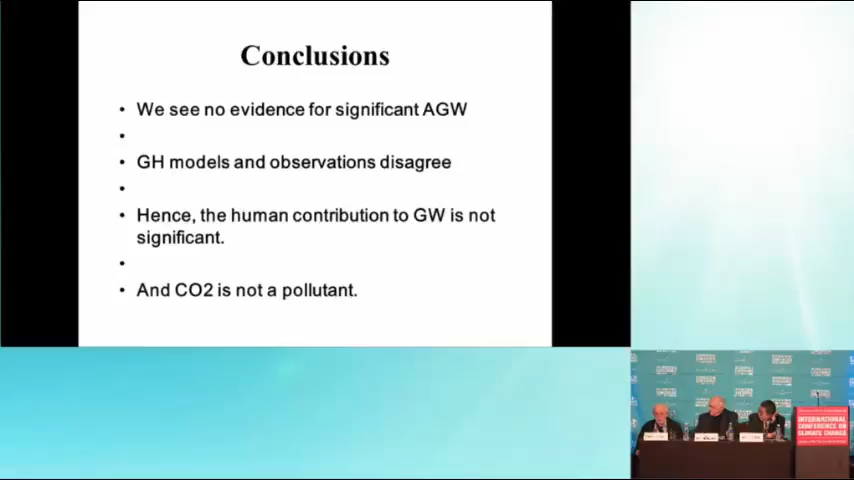 Conclusions
• We see no evidence for significant AGW
•
• GH models and observations disagree
•
• Hence, the human contribution to GW is not
significant.
•
• And CO2 is not a pollutant.
INTERNATIONAL
CONFERENCE ON
CLIMATE CHANGE